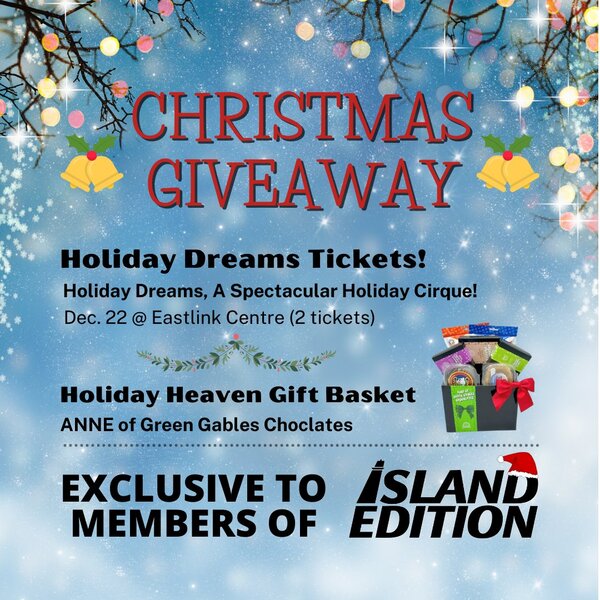 CHRISTMAS
GIVEAWAY
Holiday Dreams Tickets!
Holiday Dreams, A Spectacular Holiday Cirque!
Dec. 22 @ Eastlink Centre (2 tickets)
Holiday Heaven Gift Basket
ANNE of Green Gables Choclates
EXCLUSIVE TO
MEMBERS OF
ISLAND
EDITION